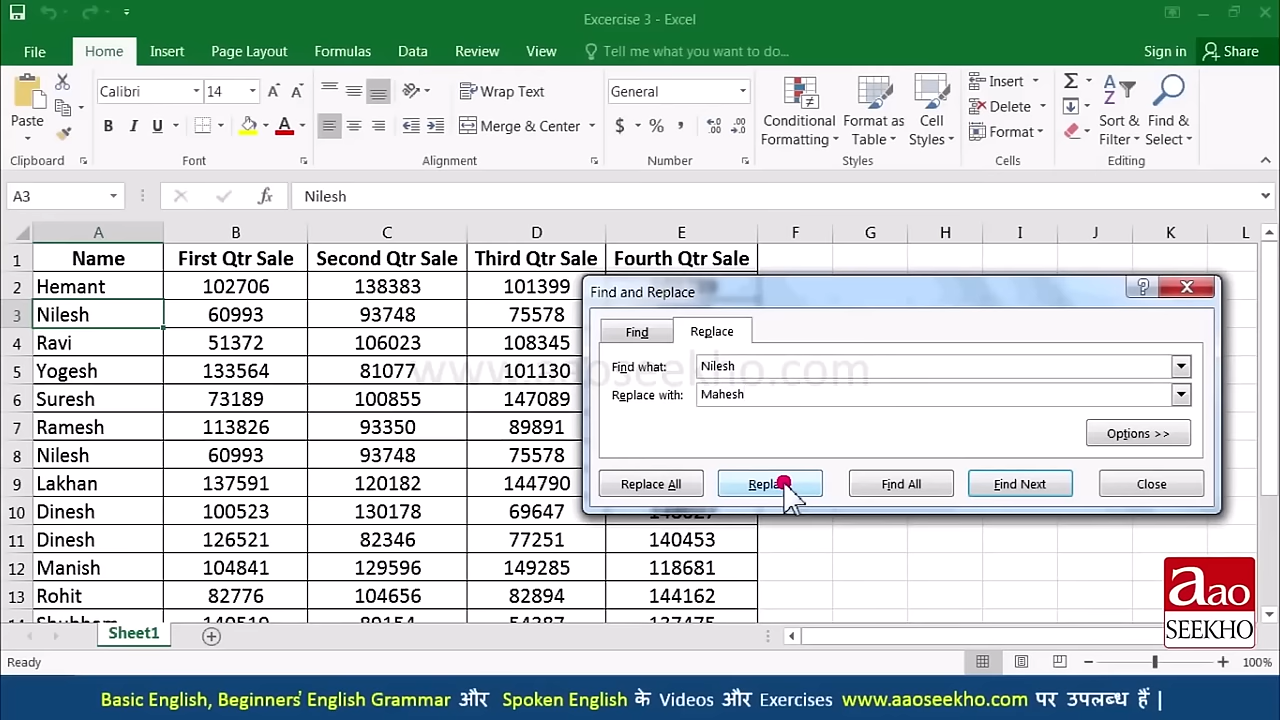 Excercise 3 - Excel
File Home Insert Page Layout Formulas Data Review View Tell me what you want to do... Sign in Share
Calibri 14 Wrap Text General Insert
Paste Merge & Center $ % Conditional Formatting Format as Table Cell Styles Delete Format Sort & Filter Find & Select
Clipboard Font Alignment Number Styles Cells Editing
A3 fx Nilesh
A B C D E F G H I J K L
1 Name First Qtr Sale Second Qtr Sale Third Qtr Sale Fourth Qtr Sale
2 Hemant 102706 138383 101399
3 Nilesh 60993 93748 75578
4 Ravi 51372 106023 108345
5 Yogesh 133564 81077 101130
6 Suresh 73189 100855 147089
7 Ramesh 113826 93350 89891
8 Nilesh 60993 93748 75578
9 Lakhan 137591 120182 144790
10 Dinesh 100523 130178 69647
11 Dinesh 126521 82346 77251 140453
12 Manish 104841 129596 149285 118681
13 Rohit 82776 104656 82894 144162
Find and Replace
Find Replace
Find what: Nilesh
Replace with: Mahesh
Options >>
Replace All Replac Find All Find Next Close
www.aaoseekho.com
aao
SEEKHO
Sheet1
Ready 100%
Basic English, Beginners' English Grammar और Spoken English के Videos और Exercises www.aaoseekho.com पर उपलब्ध हैं |